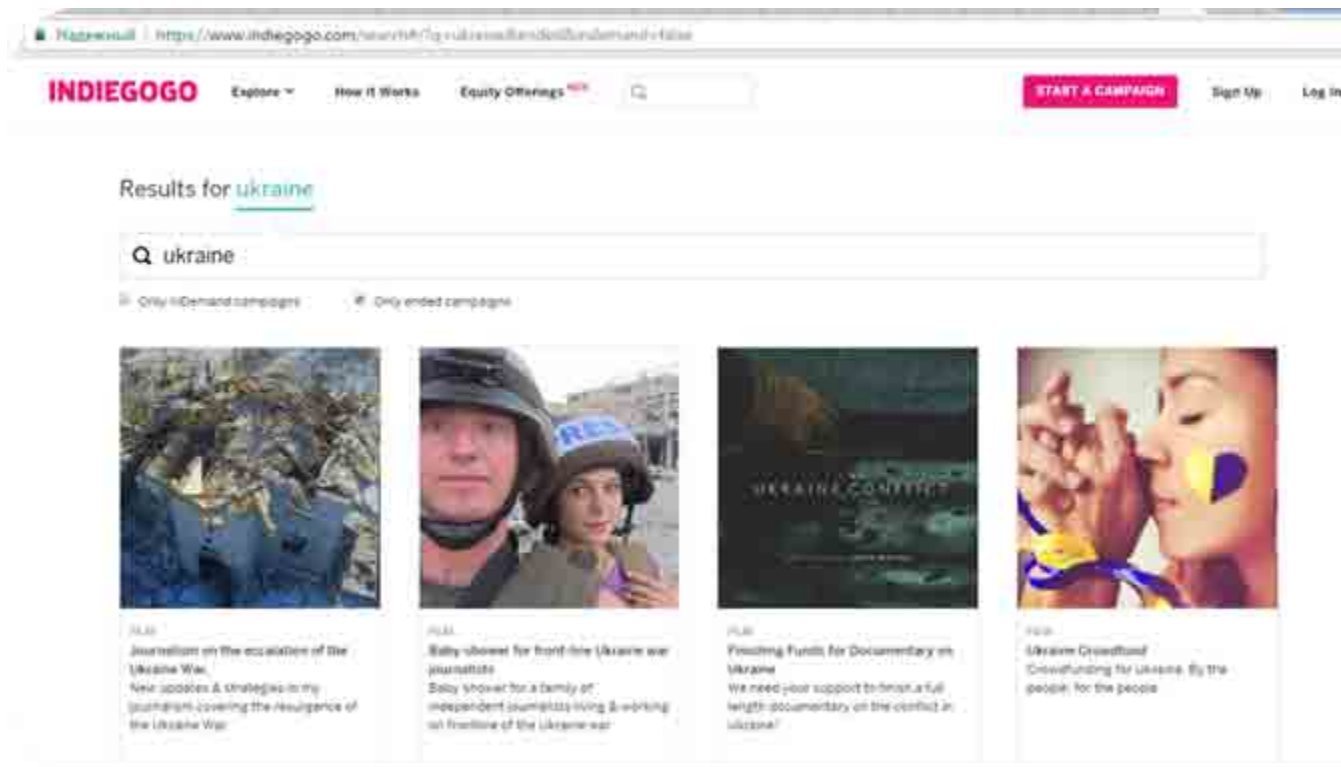 Надежный https://www.indiegogo.com/search#/?q=ukraine
INDIEGOGO Explore How It Works Equity Offerings NEW START A CAMPAIGN Sign Up Log In
Results for ukraine
ukraine
Only InDemand campaigns Only ended campaigns
PRES
UKRAINE CONFLICT
FILM
Journalism on the escalation of the
Ukraine War.
New updates & strategies in my
journalism covering the resurgence of
the Ukraine War
FILM
Baby shower for front-line Ukraine war
journalists
Baby shower for a family of
independent journalists living & working
on frontline of the Ukraine war
FILM
Finishing Funds for Documentary on
Ukraine
We need your support to finish a full
length documentary on the conflict in
Ukraine!
FILM
Ukraine Crowdfund
Crowdfunding for Ukraine. By the
people, for the people